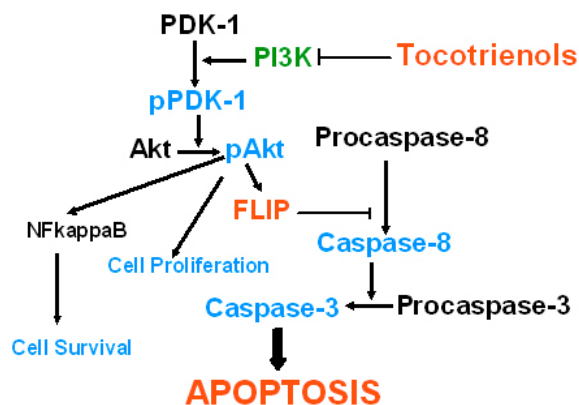 PDK-1
PI3K
Tocotrienols
pPDK-1
Akt
pAkt
Procaspase-8
FLIP
NFkappaB
Cell Proliferation
Caspase-8
Caspase-3
Procaspase-3
Cell Survival
APOPTOSIS